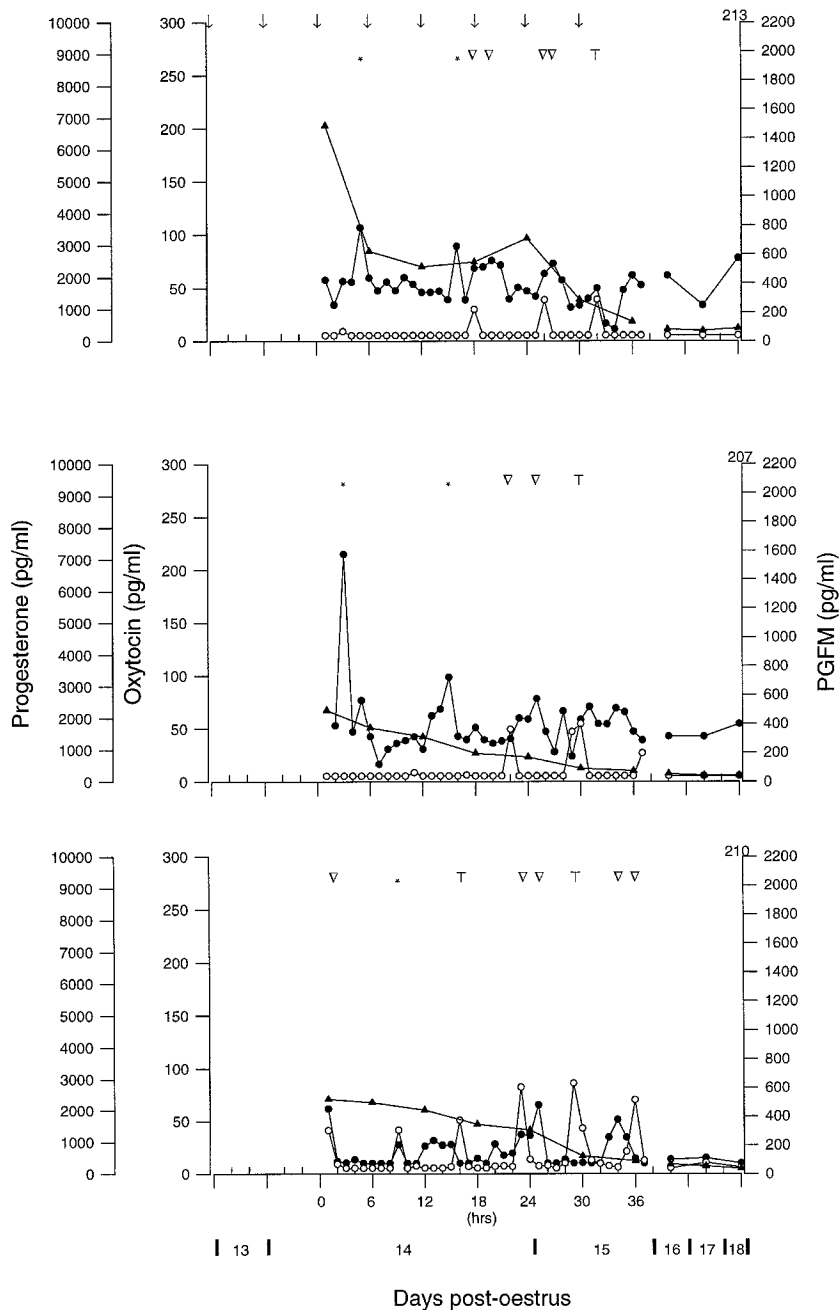 213
10000 300 2200
9000 250 2000
8000 200 1800
7000 150 1600
6000 100 1400
5000 50 1200
4000 0 1000
3000 800
2000 600
1000 400
0 200
0
* * ∇ ∇ ∇ ∇ T
207
10000 300 2200
9000 250 2000
8000 200 1800
7000 150 1600
6000 100 1400
5000 50 1200
4000 0 1000
3000 800
2000 600
1000 400
0 200
0
* * ∇ ∇ T
Progesterone (pg/ml)
Oxytocin (pg/ml)
PGFM (pg/ml)
210
10000 300 2200
9000 250 2000
8000 200 1800
7000 150 1600
6000 100 1400
5000 50 1200
4000 0 1000
3000 800
2000 600
1000 400
0 200
0
∇ * T ∇ ∇ T ∇ ∇
0 6 12 18 24 30 36
(hrs)
13 14 15 16 17 18
Days post-oestrus